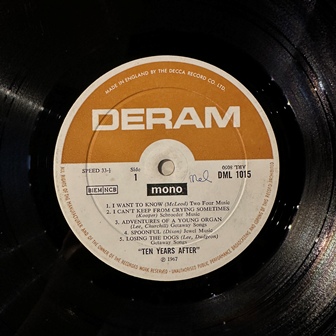 MADE IN ENGLAND BY THE DECCA RECORD CO. LTD.
DERAM
SPEED 33⅓
Side
1
BIEM NCB
mono
Mel
DML 1015
1. I WANT TO KNOW (McLeod) Two Four Music
2. I CAN'T KEEP FROM CRYING SOMETIMES
(Kooper) Schroeder Music
3. ADVENTURES OF A YOUNG ORGAN
(Lee, Churchill) Getaway Songs
4. SPOONFUL (Dixon) Jewel Music
5. LOSING THE DOGS (Lee, Dudgeon)
Getaway Songs
"TEN YEARS AFTER"
℗ 1967